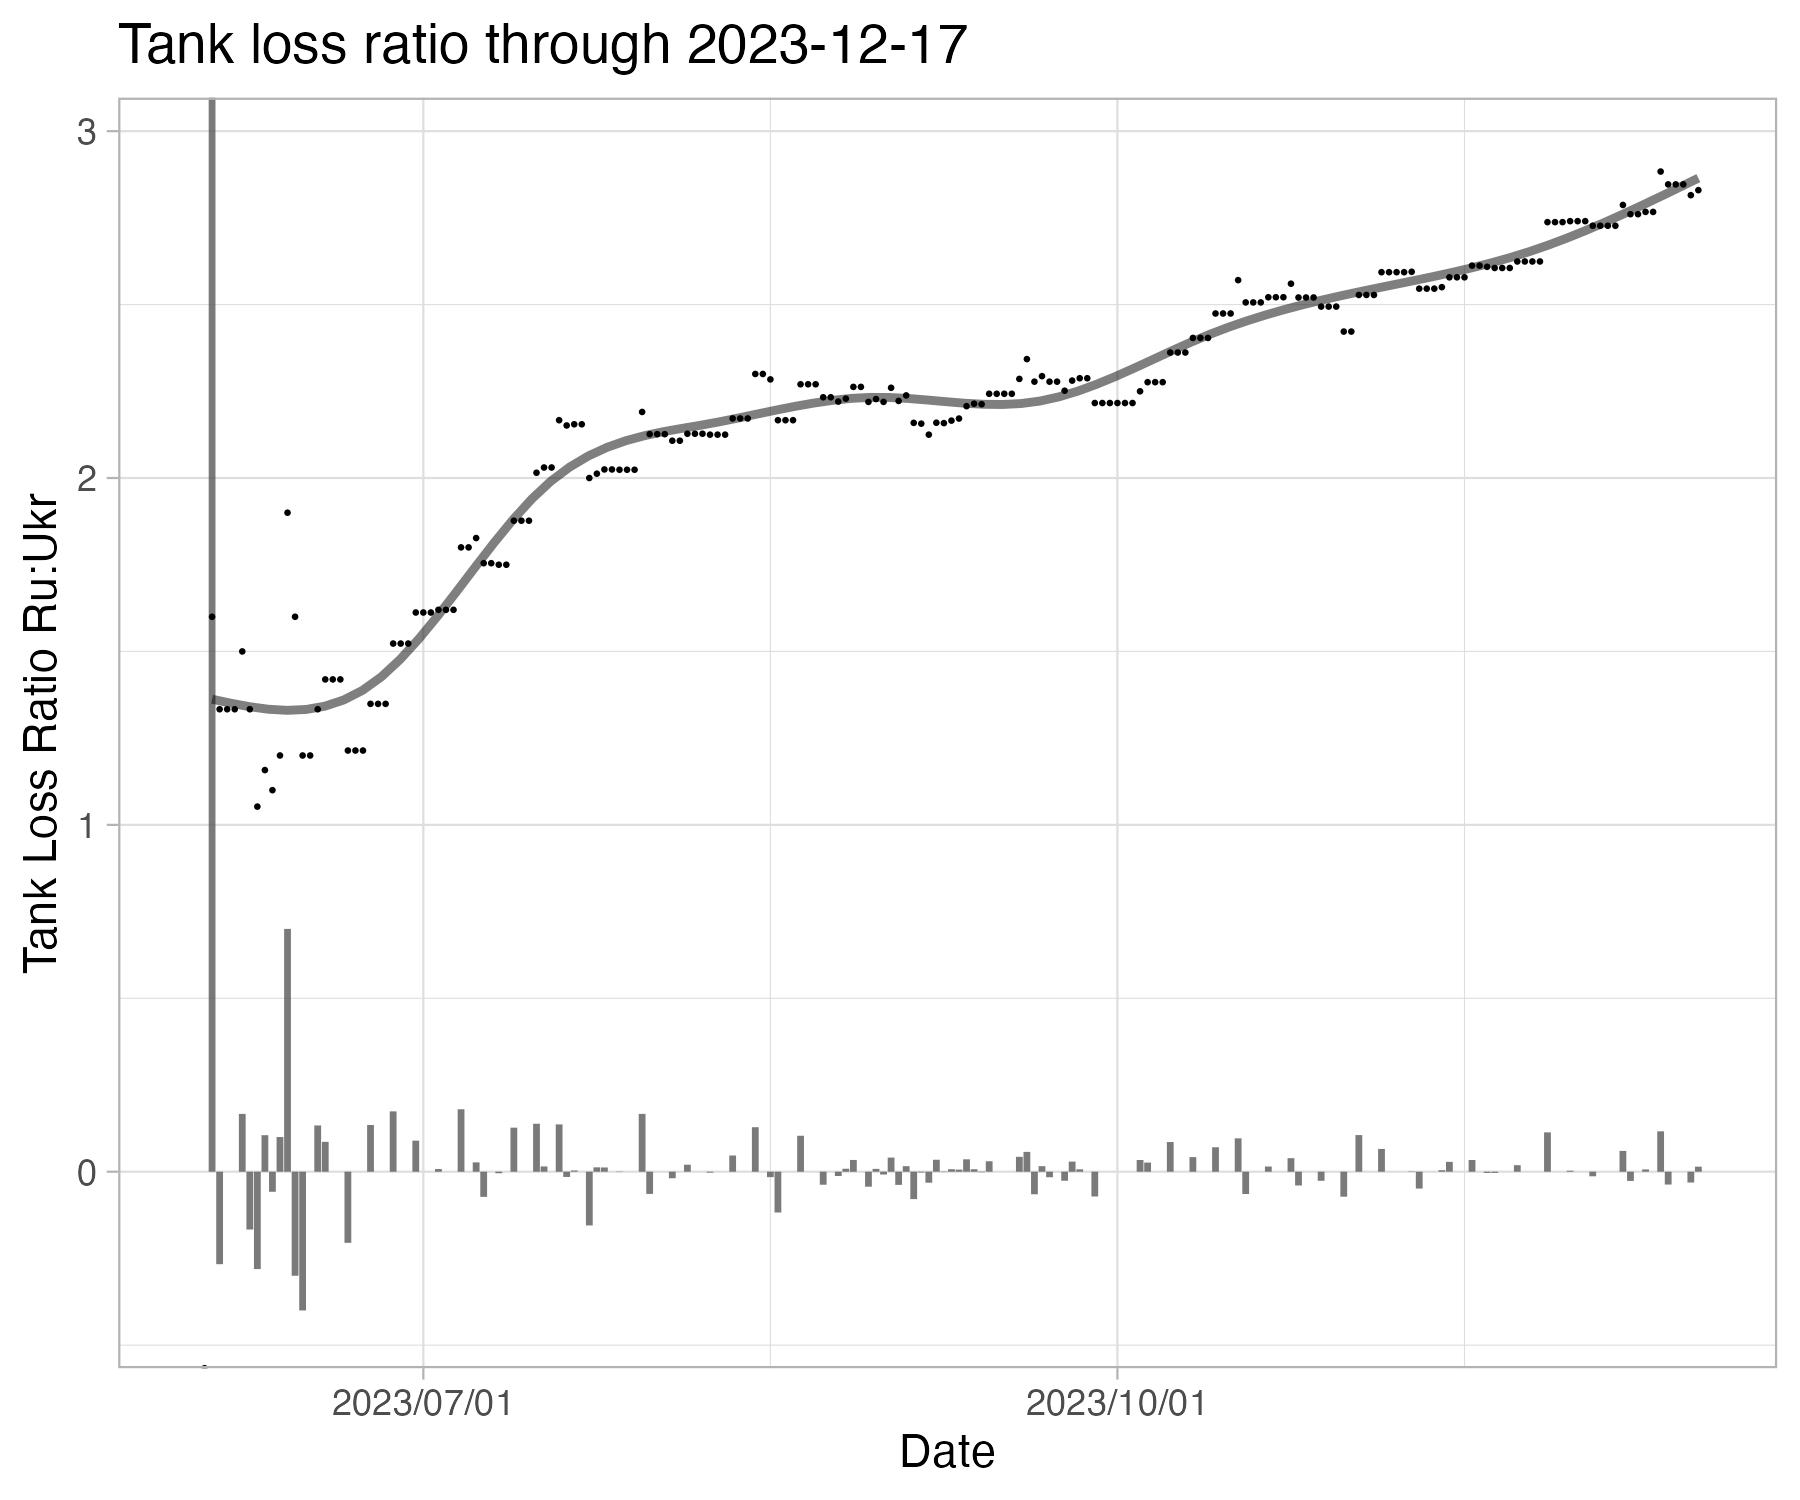 Tank loss ratio through 2023-12-17
Tank Loss Ratio Ru:Ukr
3
2
1
0
2023/07/01
2023/10/01
Date